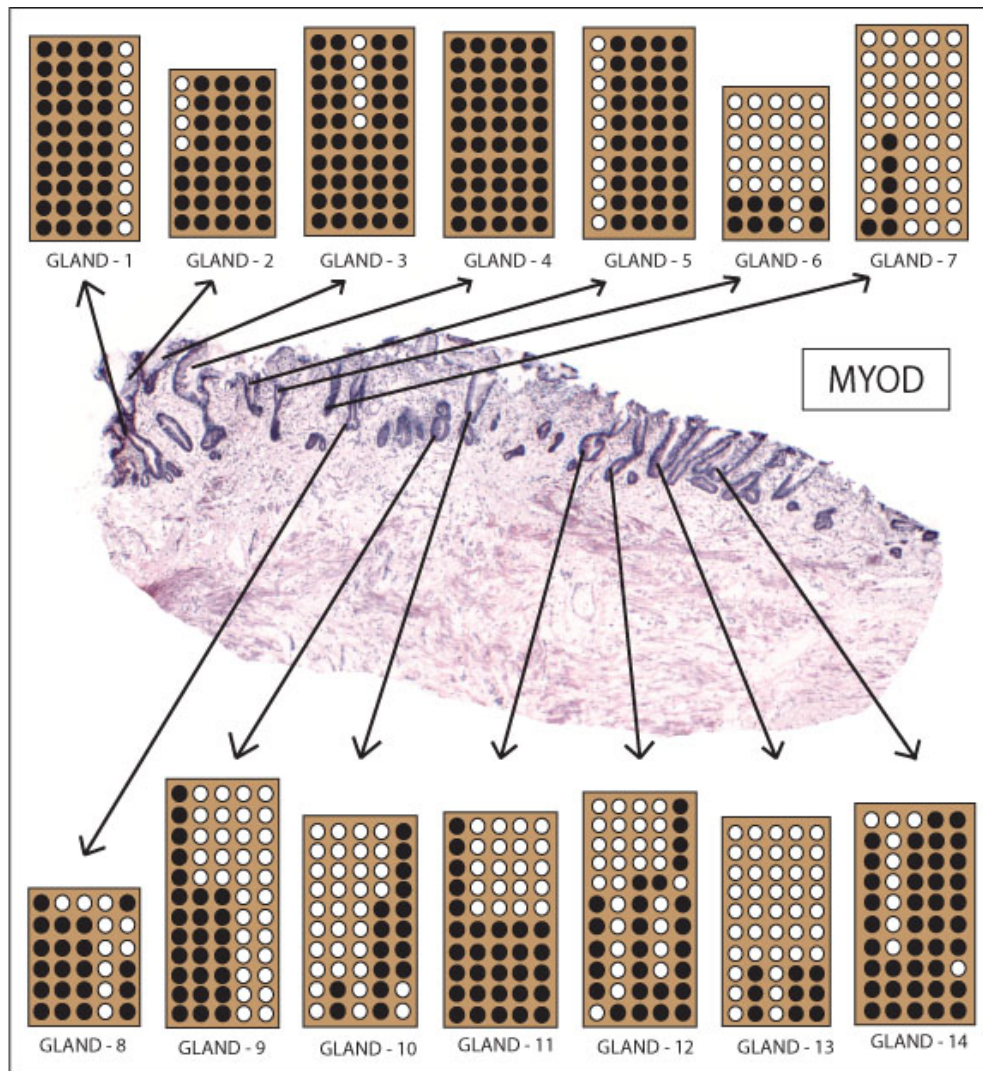 GLAND - 1
GLAND - 2
GLAND - 3
GLAND - 4
GLAND - 5
GLAND - 6
GLAND - 7
MYOD
GLAND - 8
GLAND - 9
GLAND - 10
GLAND - 11
GLAND - 12
GLAND - 13
GLAND - 14